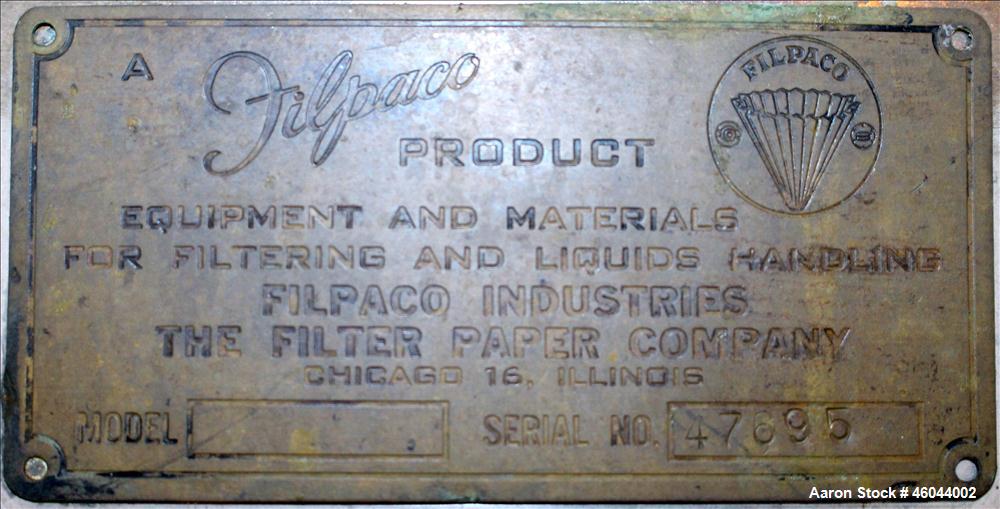 A Filpaco
PRODUCT
FILPACO
EQUIPMENT AND MATERIALS
FOR FILTERING AND LIQUIDS HANDLING
FILPACO INDUSTRIES
THE FILTER PAPER COMPANY
CHICAGO 16, ILLINOIS
MODEL SERIAL NO. 47695
Aaron Stock # 46044002